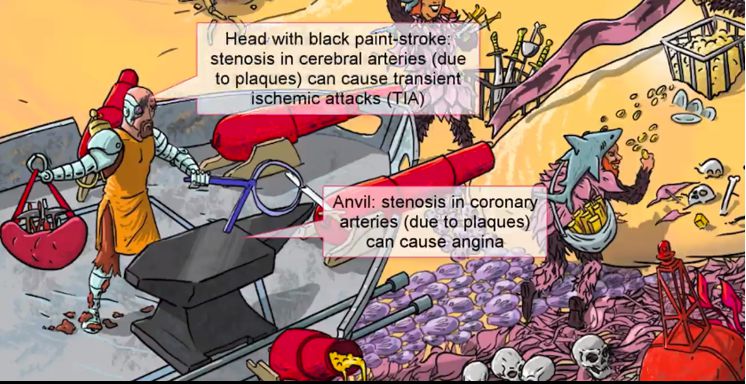 Head with black paint-stroke:
stenosis in cerebral arteries (due
to plaques) can cause transient
ischemic attacks (TIA)
Anvil: stenosis in coronary
arteries (due to plaques)
can cause angina